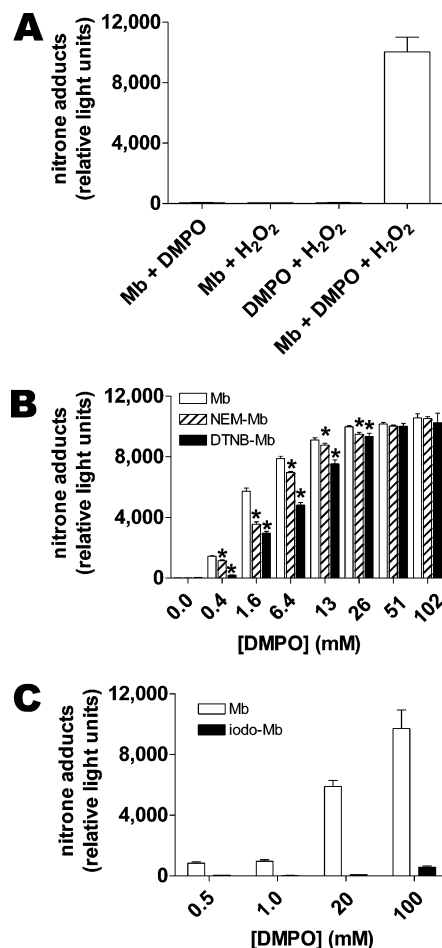 A
nitrone adducts
(relative light units)
12,000
8,000
4,000
0
Mb + DMPO
Mb + H₂O₂
DMPO + H₂O₂
Mb + DMPO + H₂O₂
B
nitrone adducts
(relative light units)
12,000
8,000
4,000
0
Mb
NEM-Mb
DTNB-Mb
* * * * * * * * * *
0.0 0.4 1.6 6.4 13 26 51 102
[DMPO] (mM)
C
nitrone adducts
(relative light units)
12,000
8,000
4,000
0
Mb
iodo-Mb
0.5 1.0 20 100
[DMPO] (mM)